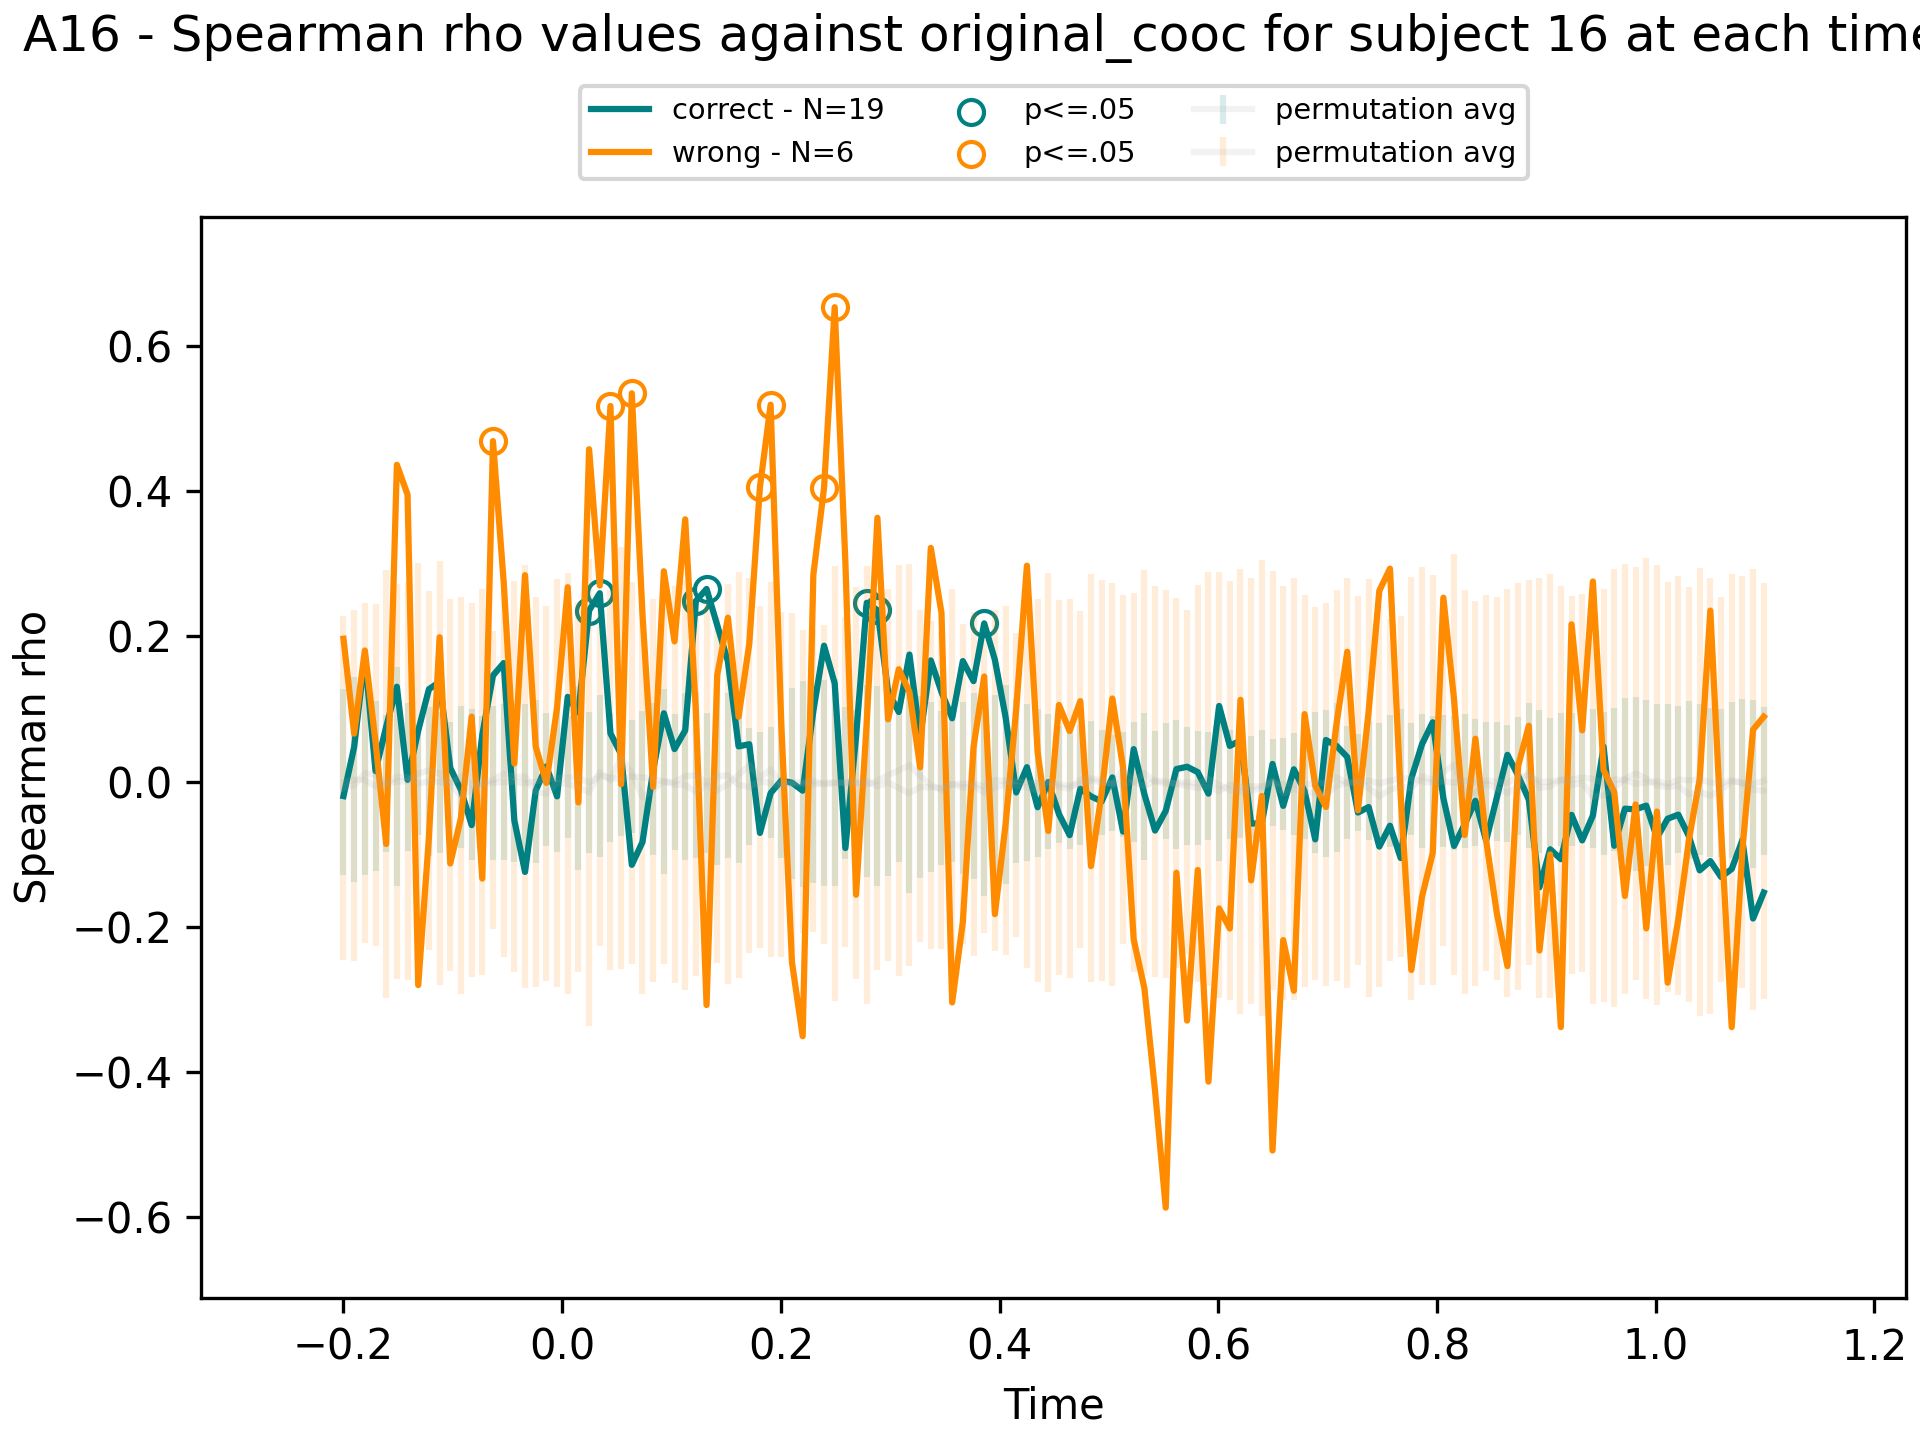 A16 - Spearman rho values against original_cooc for subject 16 at each time
correct - N=19 p<=.05 permutation avg
wrong - N=6 p<=.05 permutation avg
Spearman rho
0.6
0.4
0.2
0.0
−0.2
−0.4
−0.6
−0.2 0.0 0.2 0.4 0.6 0.8 1.0 1.2
Time